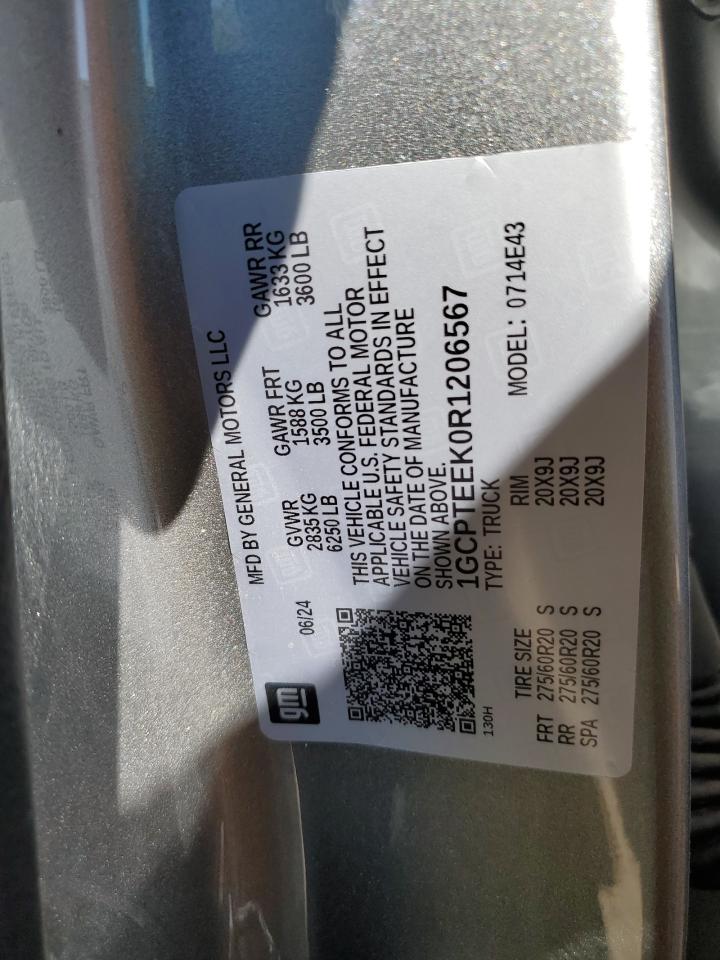 MFD BY GENERAL MOTORS LLC
06/24
GVWR GAWR FRT GAWR RR
2835 KG 1588 KG 1633 KG
6250 LB 3500 LB 3600 LB
THIS VEHICLE CONFORMS TO ALL
APPLICABLE U.S. FEDERAL MOTOR
VEHICLE SAFETY STANDARDS IN EFFECT
ON THE DATE OF MANUFACTURE
SHOWN ABOVE.
1GCPTEEK0R1206567
TYPE: TRUCK MODEL: 0714E43
gm
130H
TIRE SIZE RIM
FRT 275/60R20 S 20X9J
RR 275/60R20 S 20X9J
SPA 275/60R20 S 20X9J